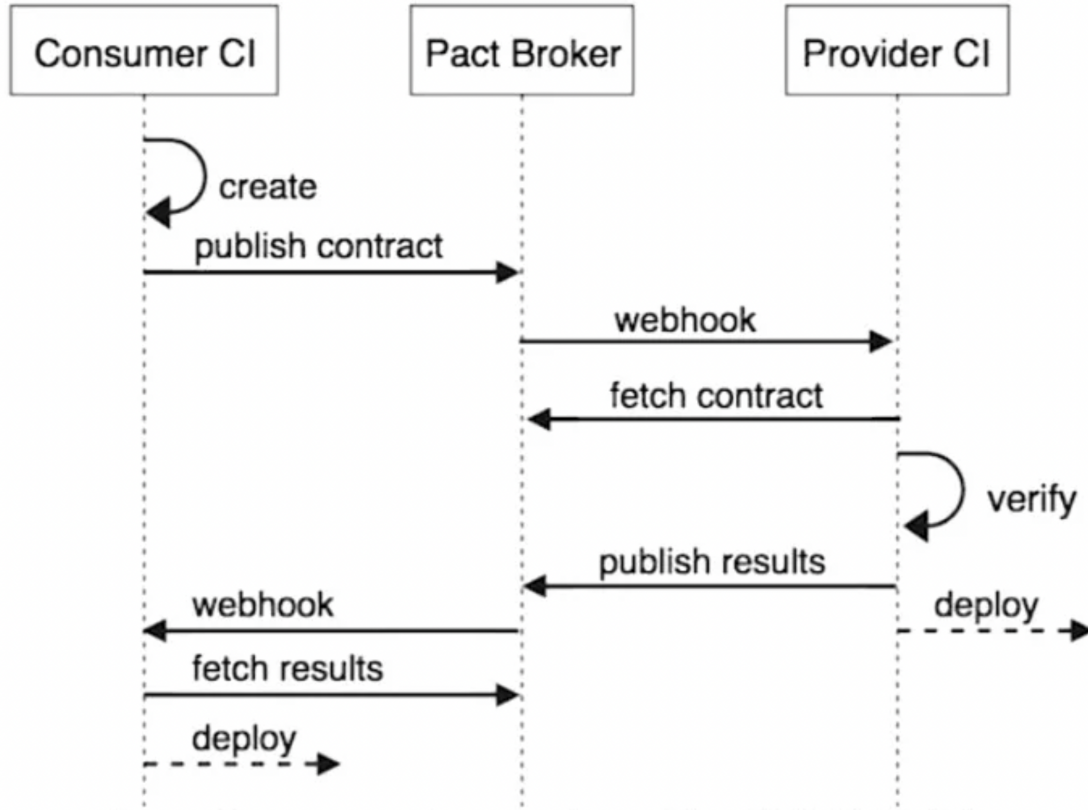 Consumer CI
Pact Broker
Provider CI
create
publish contract
webhook
fetch contract
verify
publish results
webhook
deploy
fetch results
deploy